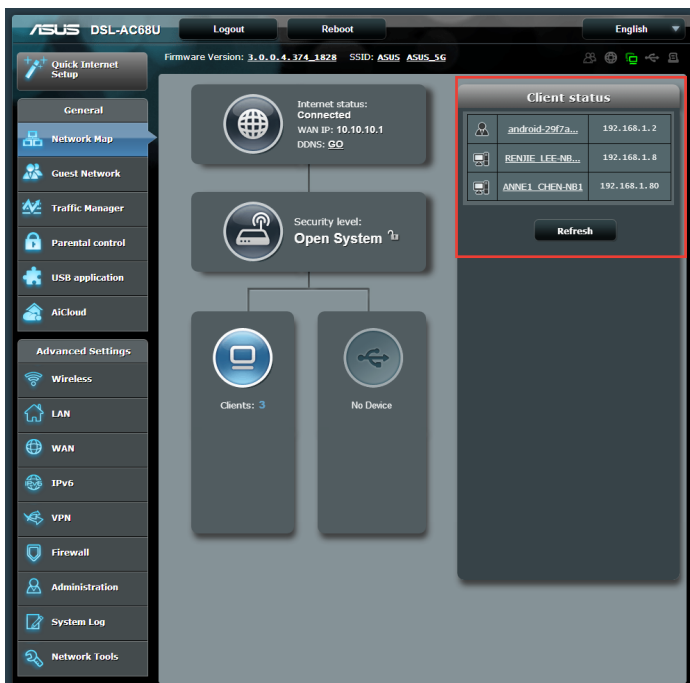 ASUS DSL-AC68U
Logout
Reboot
English
Quick Internet
Setup
Firmware Version: 3.0.0.4.374_1828 SSID: ASUS ASUS_5G
General
Network Map
Guest Network
Traffic Manager
Parental control
USB application
AiCloud
Advanced Settings
Wireless
LAN
WAN
IPv6
VPN
Firewall
Administration
System Log
Network Tools
Internet status:
Connected
WAN IP: 10.10.10.1
DDNS: GO
Security level:
Open System
Clients: 3
No Device
Client status
android-29f7a... 192.168.1.2
RENJIE_LEE-NB... 192.168.1.8
ANNE1_CHEN-NB1 192.168.1.80
Refresh